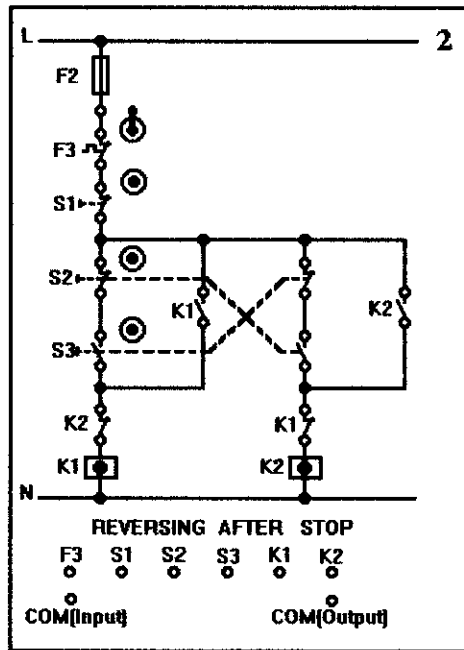 L 2
F2
F3
S1
S2
K1 K2
S3
K2 K1
K1 K2
N
REVERSING AFTER STOP
F3 S1 S2 S3 K1 K2
COM(Input) COM(Output)